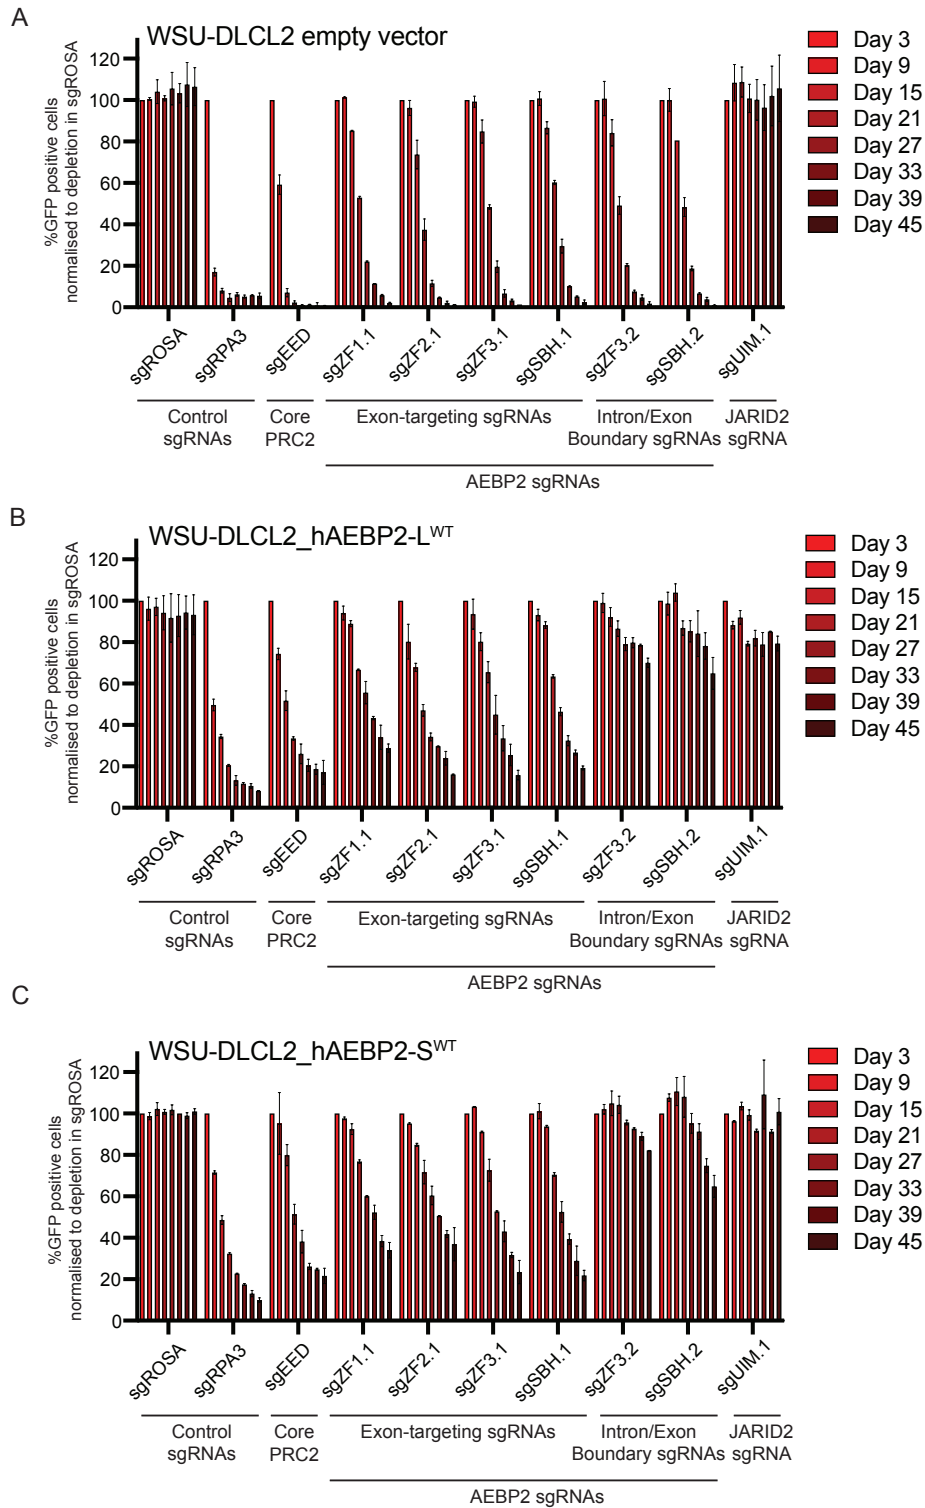 A
WSU-DLCL2 empty vector
%GFP positive cells
normalised to depletion in sgROSA
120
100
80
60
40
20
0
sgROSA
sgRPA3
sgEED
sgZF1.1
sgZF2.1
sgZF3.1
sgSBH.1
sgZF3.2
sgSBH.2
sgUIM.1
Control
sgRNAs
Core
PRC2
Exon-targeting sgRNAs
Intron/Exon
Boundary sgRNAs
JARID2
sgRNA
AEBP2 sgRNAs
Day 3
Day 9
Day 15
Day 21
Day 27
Day 33
Day 39
Day 45
B
WSU-DLCL2_hAEBP2-L^WT
%GFP positive cells
normalised to depletion in sgROSA
120
100
80
60
40
20
0
sgROSA
sgRPA3
sgEED
sgZF1.1
sgZF2.1
sgZF3.1
sgSBH.1
sgZF3.2
sgSBH.2
sgUIM.1
Control
sgRNAs
Core
PRC2
Exon-targeting sgRNAs
Intron/Exon
Boundary sgRNAs
JARID2
sgRNA
AEBP2 sgRNAs
Day 3
Day 9
Day 15
Day 21
Day 27
Day 33
Day 39
Day 45
C
WSU-DLCL2_hAEBP2-S^WT
%GFP positive cells
normalised to depletion in sgROSA
120
100
80
60
40
20
0
sgROSA
sgRPA3
sgEED
sgZF1.1
sgZF2.1
sgZF3.1
sgSBH.1
sgZF3.2
sgSBH.2
sgUIM.1
Control
sgRNAs
Core
PRC2
Exon-targeting sgRNAs
Intron/Exon
Boundary sgRNAs
JARID2
sgRNA
AEBP2 sgRNAs
Day 3
Day 9
Day 15
Day 21
Day 27
Day 33
Day 39
Day 45